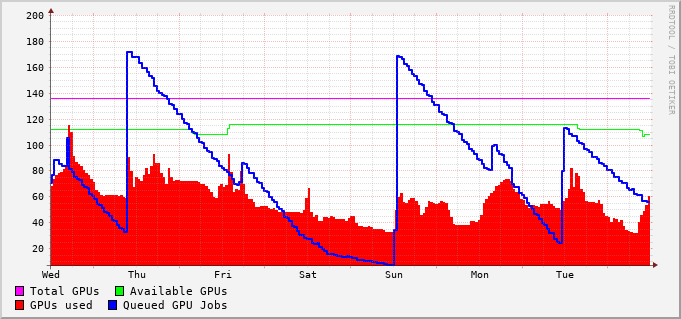 200
180
160
140
120
100
80
60
40
20
Wed Thu Fri Sat Sun Mon Tue
Total GPUs Available GPUs
GPUs used Queued GPU Jobs
RRDTOOL / TOBI OETIKER